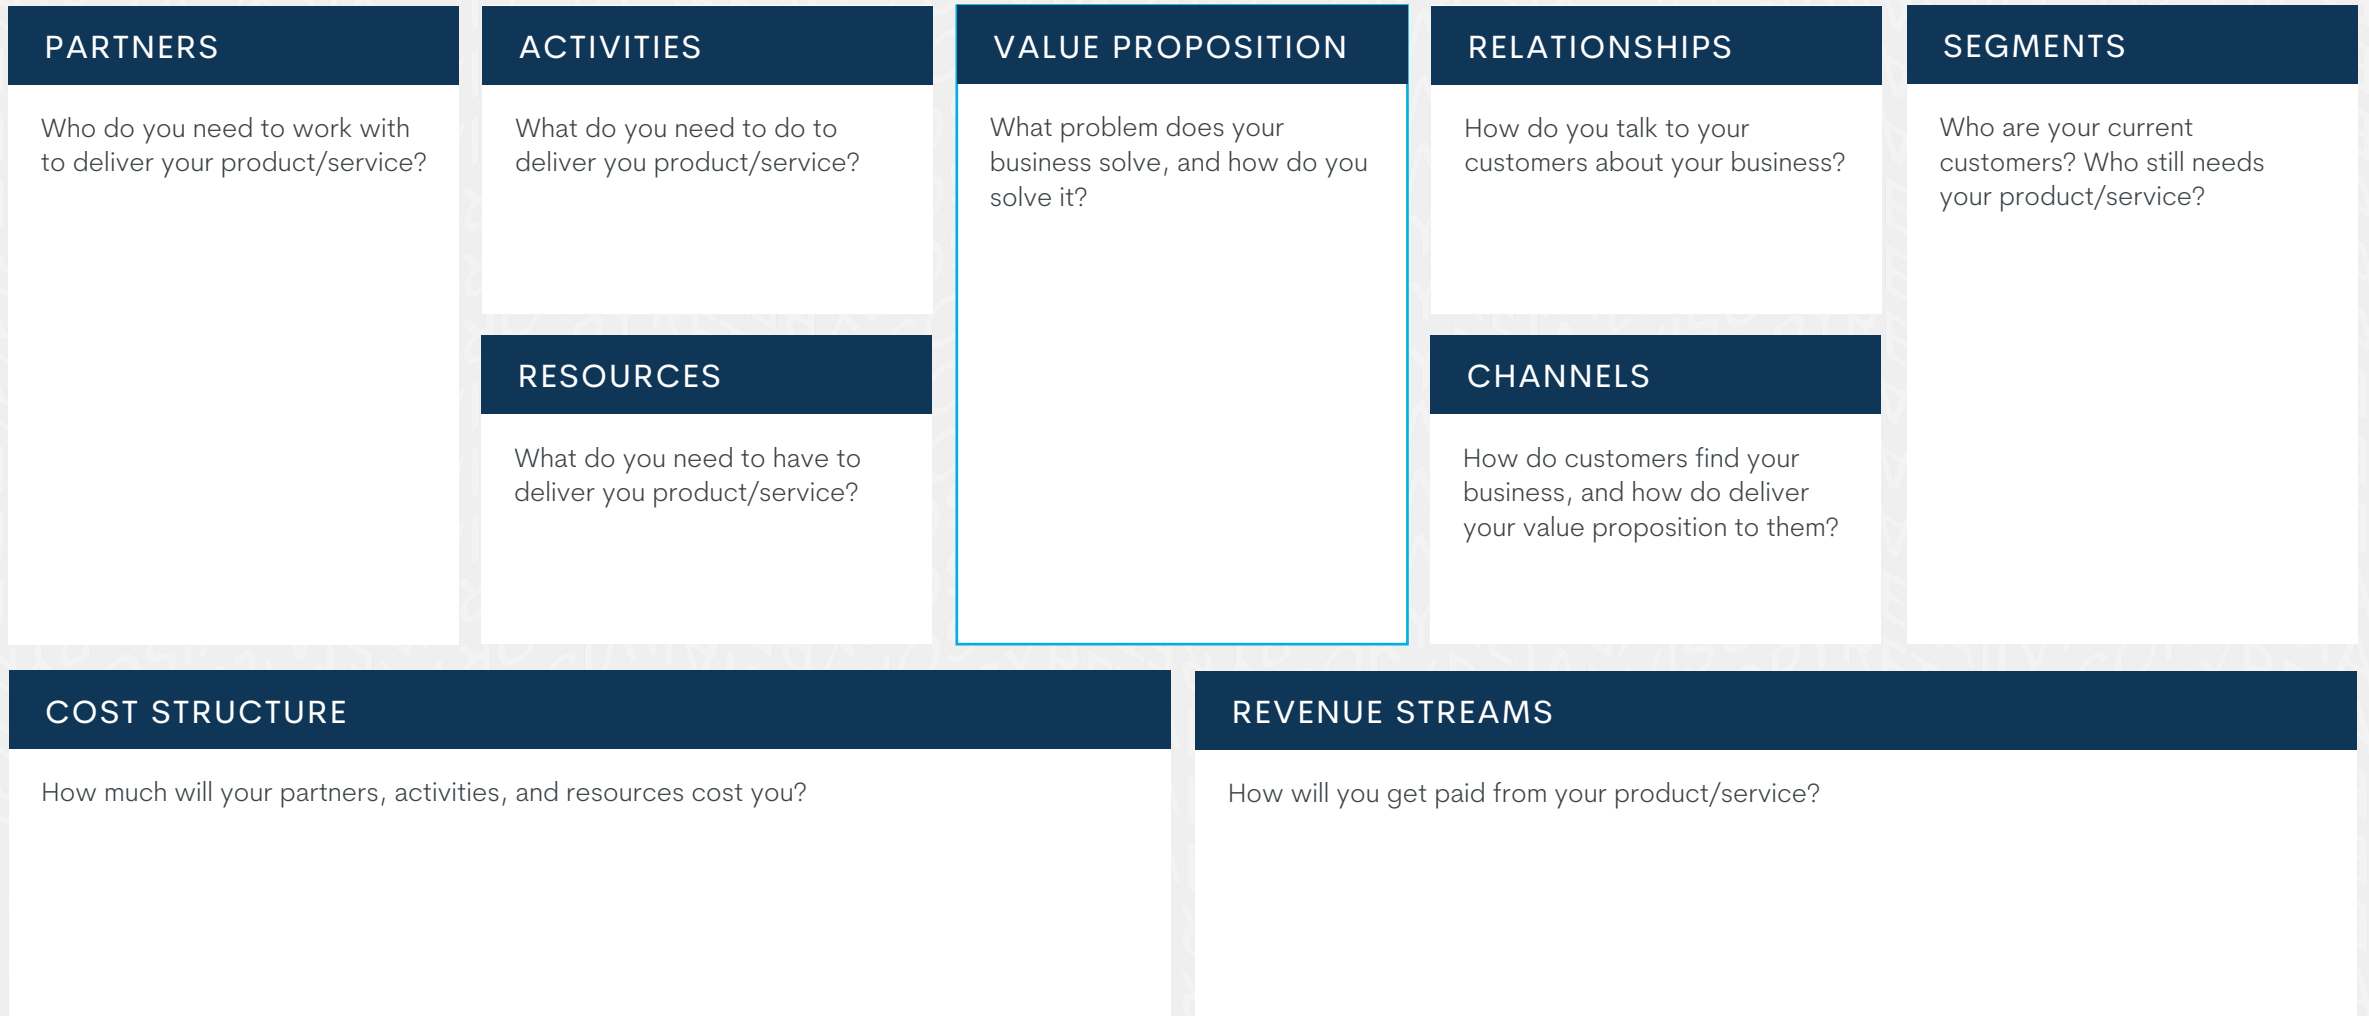 PARTNERS
Who do you need to work with
to deliver your product/service?
ACTIVITIES
What do you need to do to
deliver you product/service?
RESOURCES
What do you need to have to
deliver you product/service?
VALUE PROPOSITION
What problem does your
business solve, and how do you
solve it?
RELATIONSHIPS
How do you talk to your
customers about your business?
CHANNELS
How do customers find your
business, and how do deliver
your value proposition to them?
SEGMENTS
Who are your current
customers? Who still needs
your product/service?
COST STRUCTURE
How much will your partners, activities, and resources cost you?
REVENUE STREAMS
How will you get paid from your product/service?